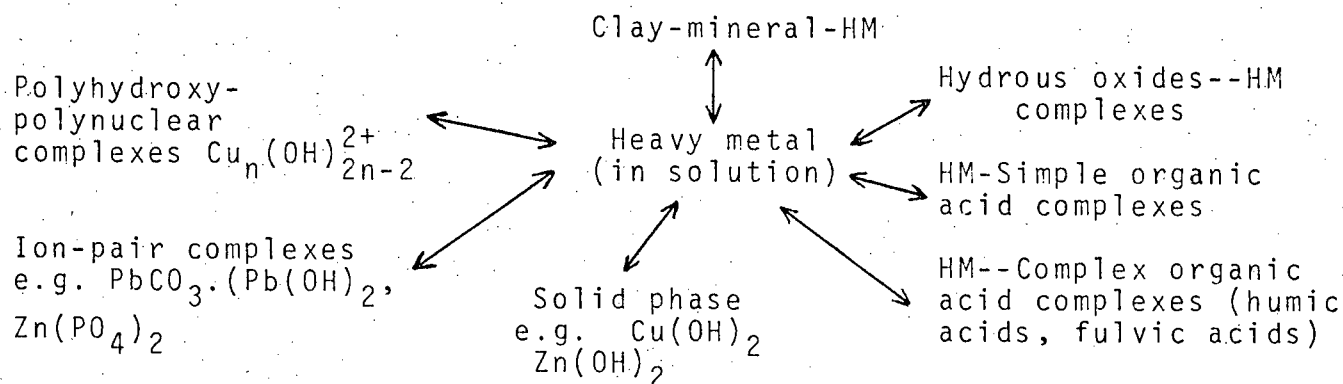 Clay-mineral-HM
Polyhydroxy-
polynuclear
complexes Cuₙ(OH)²⁺₂ₙ₋₂
Ion-pair complexes
e.g. PbCO₃.(Pb(OH)₂,
Zn(PO₄)₂
Heavy metal
(in solution)
Solid phase
e.g. Cu(OH)₂
Zn(OH)₂
Hydrous oxides--HM
complexes
HM-Simple organic
acid complexes
HM--Complex organic
acid complexes (humic
acids, fulvic acids)